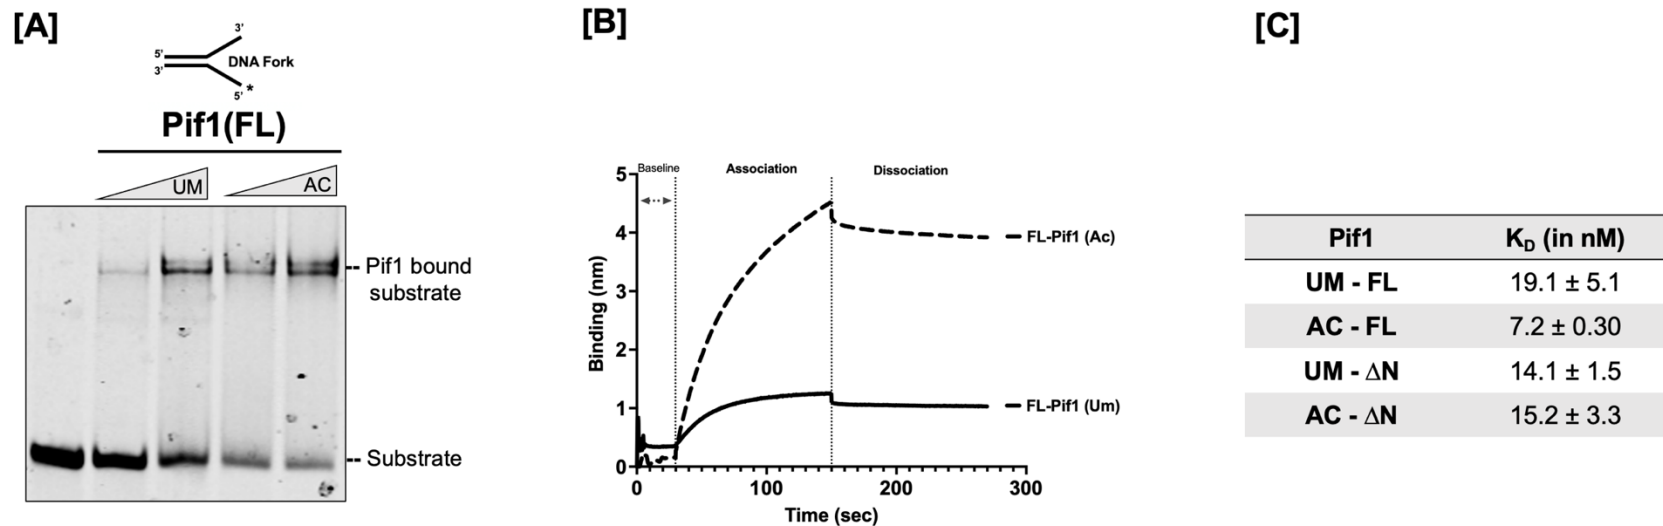 [A]
3'
5'
3'
DNA Fork
5'
*
Pif1(FL)
UM
AC
-- Pif1 bound
substrate
-- Substrate
[B]
Baseline
Association
Dissociation
5
4
3
2
1
0
Binding (nm)
FL-Pif1 (Ac)
FL-Pif1 (Um)
0
100
200
300
Time (sec)
[C]
Pif1 K_D (in nM)
UM - FL 19.1 ± 5.1
AC - FL 7.2 ± 0.30
UM - ΔN 14.1 ± 1.5
AC - ΔN 15.2 ± 3.3